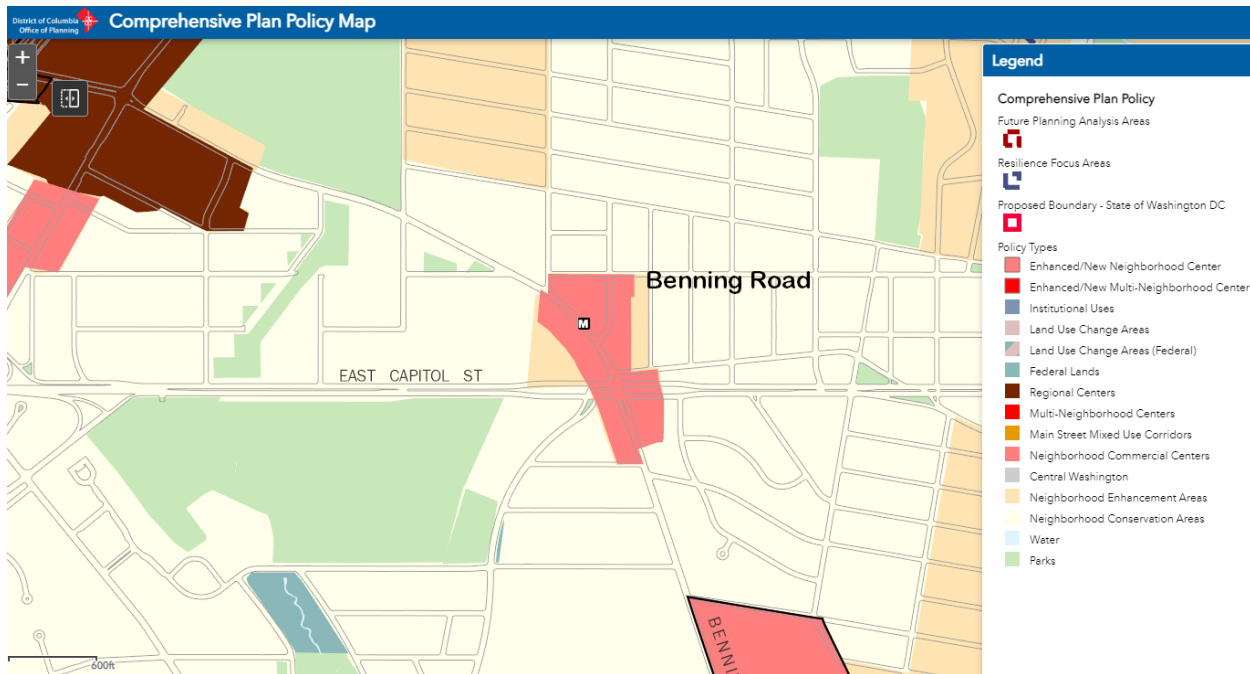 District of Columbia
Office of Planning
Comprehensive Plan Policy Map
+
−
Legend
Comprehensive Plan Policy
Future Planning Analysis Areas
Resilience Focus Areas
Proposed Boundary - State of Washington DC
Policy Types
Enhanced/New Neighborhood Center
Enhanced/New Multi-Neighborhood Center
Institutional Uses
Land Use Change Areas
Land Use Change Areas (Federal)
Federal Lands
Regional Centers
Multi-Neighborhood Centers
Main Street Mixed Use Corridors
Neighborhood Commercial Centers
Central Washington
Neighborhood Enhancement Areas
Neighborhood Conservation Areas
Water
Parks
Benning Road
M
EAST CAPITOL ST
BENNI
600ft